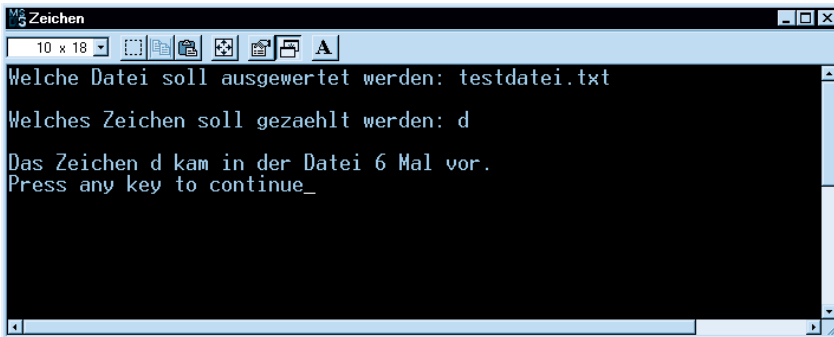 Zeichen
10 x 18 A
Welche Datei soll ausgewertet werden: testdatei.txt
Welches Zeichen soll gezaehlt werden: d
Das Zeichen d kam in der Datei 6 Mal vor.
Press any key to continue_